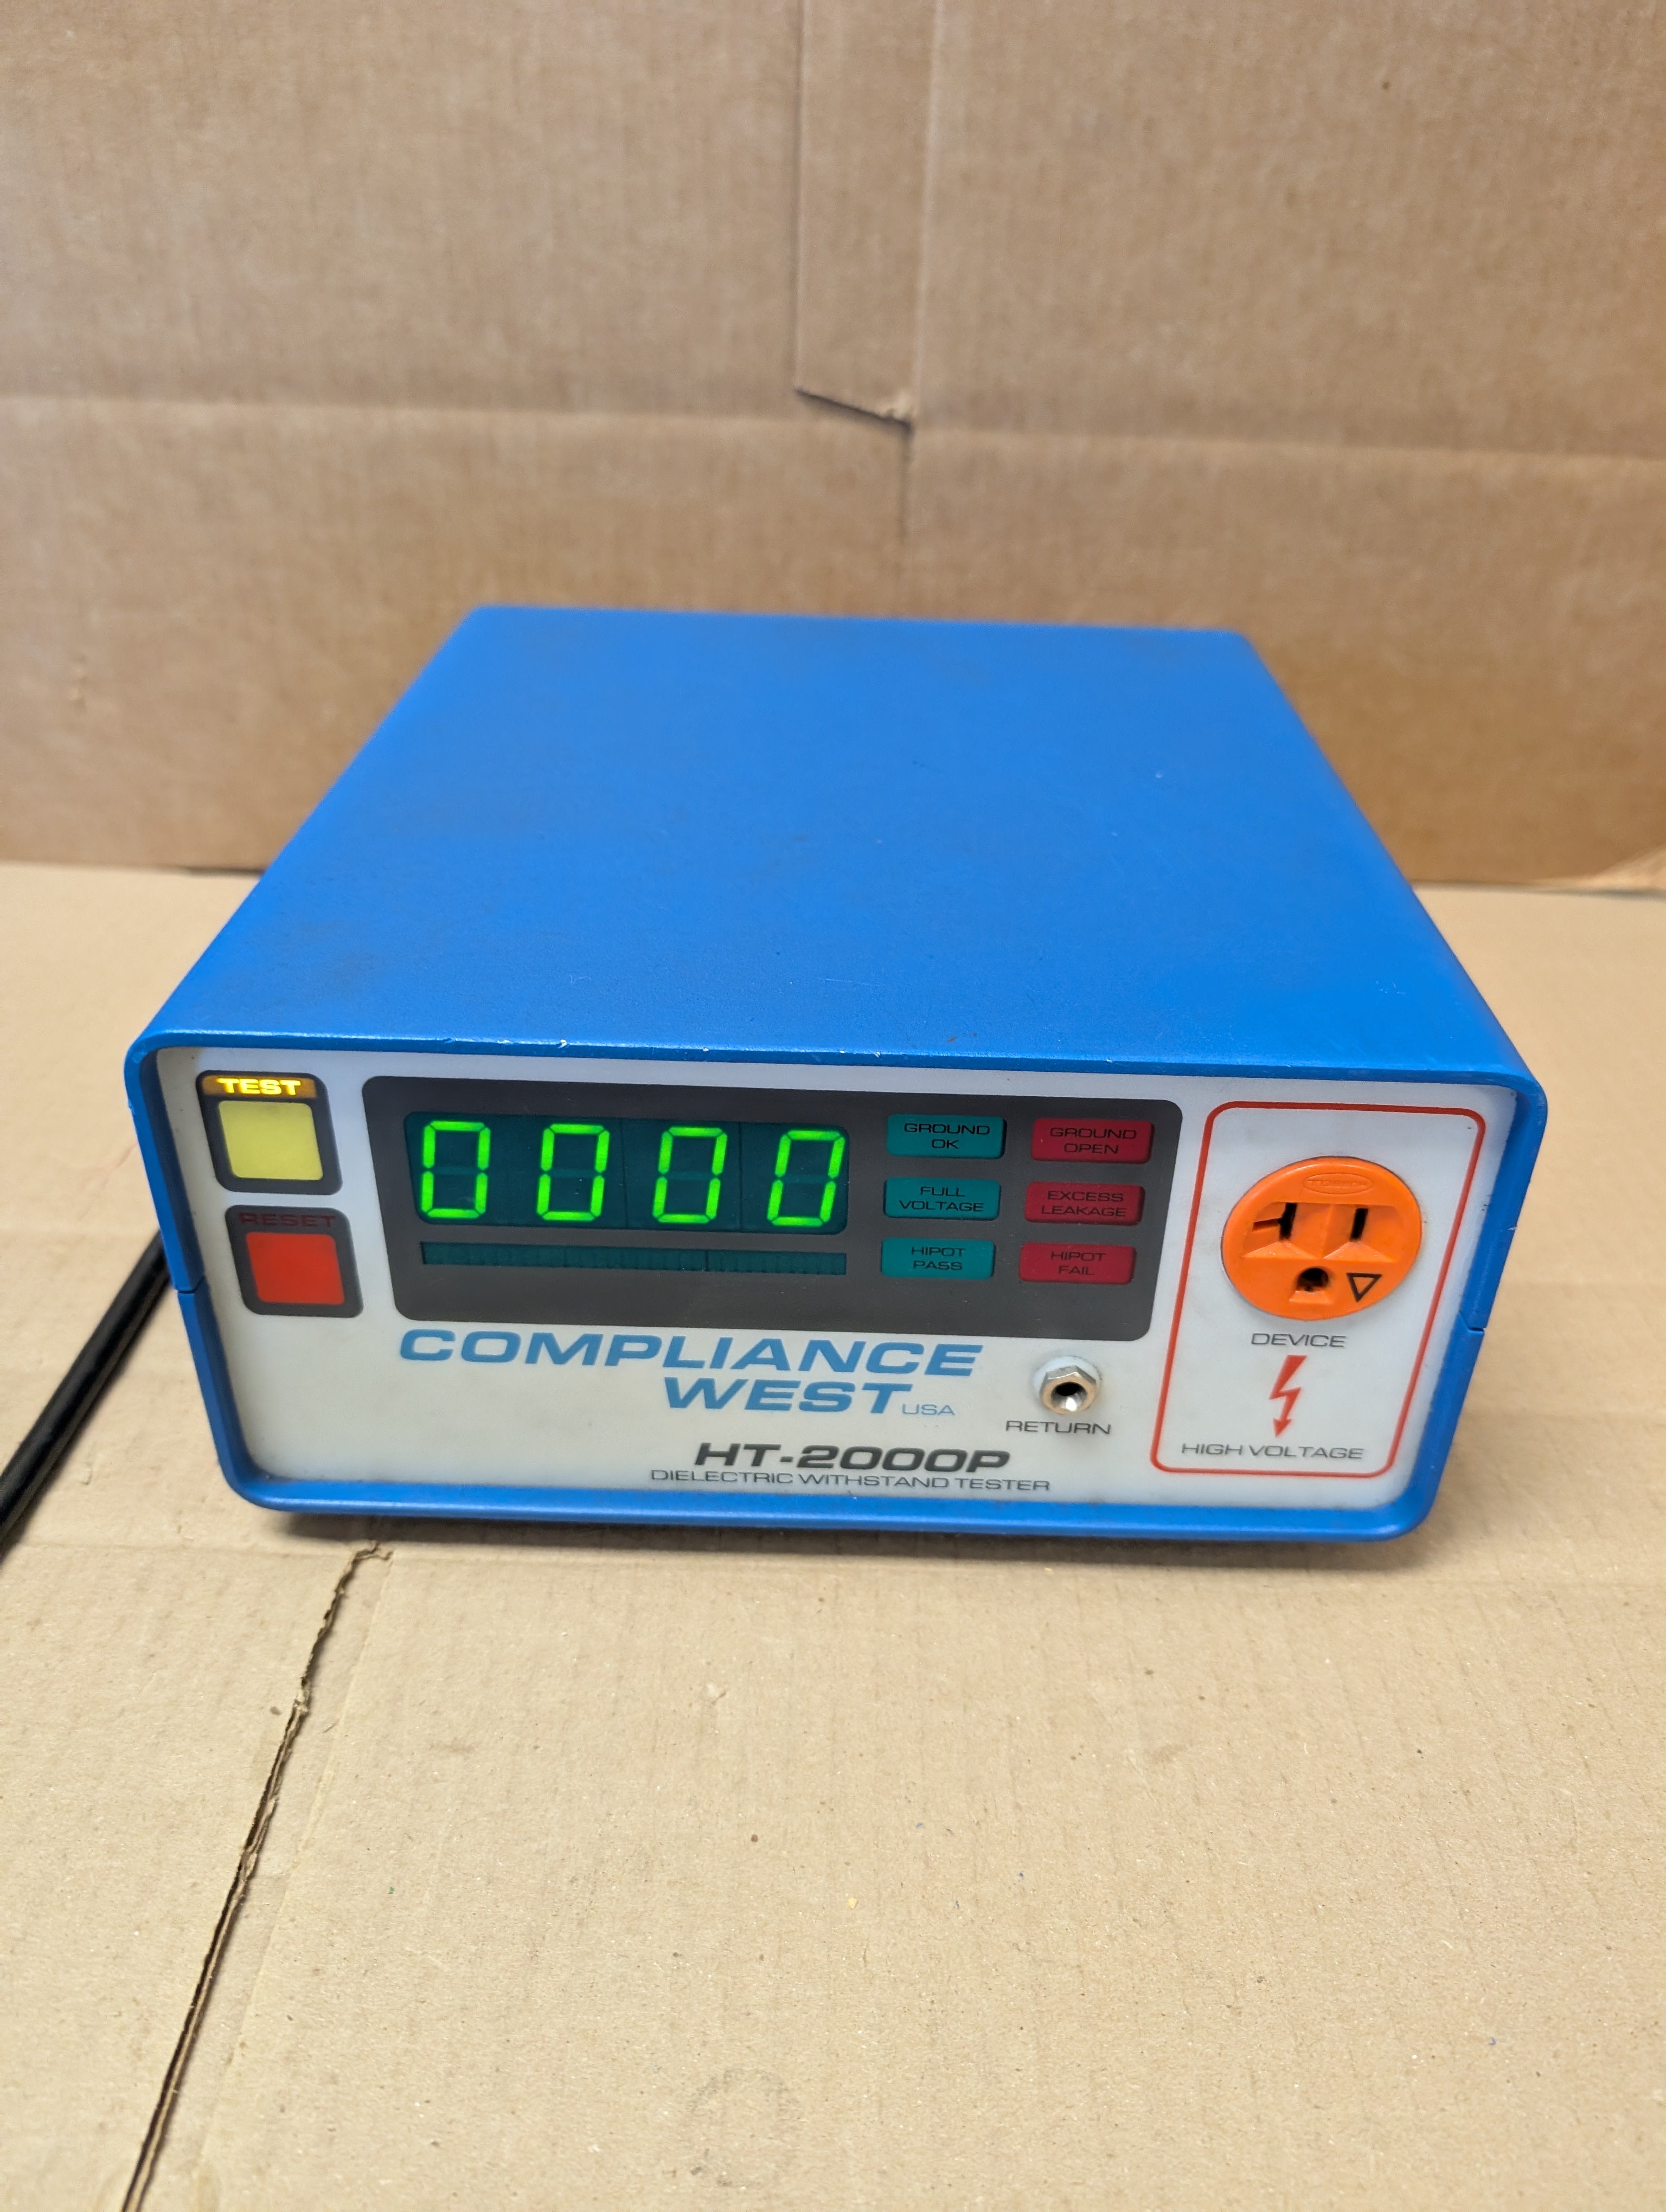 TEST
RESET
0000
GROUND
OK
GROUND
OPEN
FULL
VOLTAGE
EXCESS
LEAKAGE
HIPOT
PASS
HIPOT
FAIL
COMPLIANCE
WEST USA
RETURN
HT-2000P
DIELECTRIC WITHSTAND TESTER
DEVICE
HIGH VOLTAGE